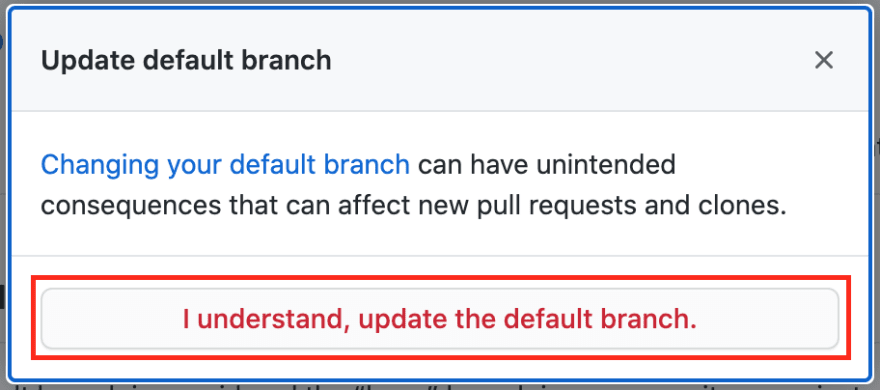 Update default branch
Changing your default branch can have unintended
consequences that can affect new pull requests and clones.
I understand, update the default branch.